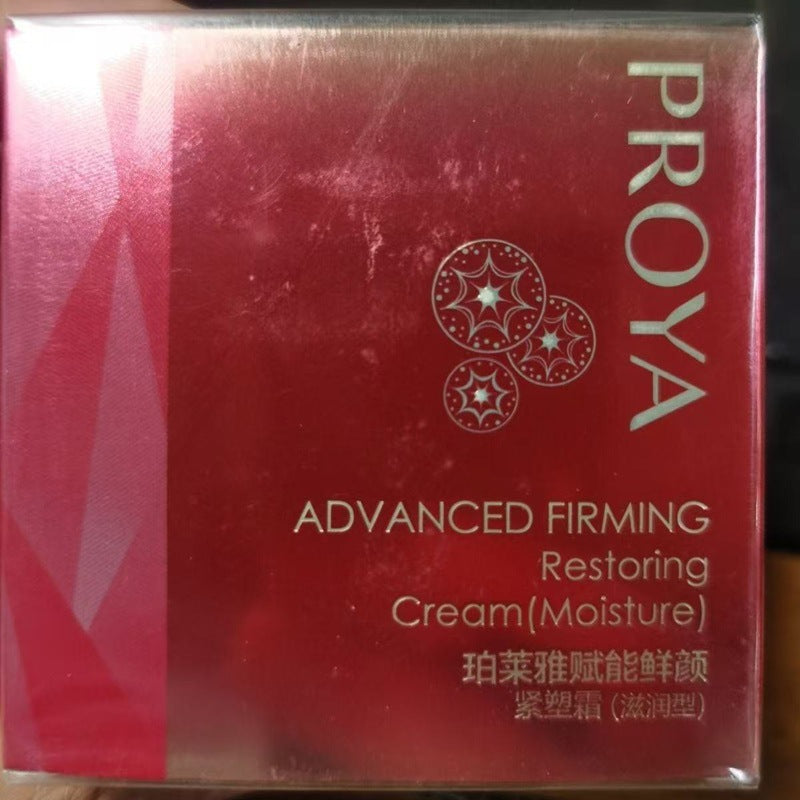 PROYA
ADVANCED FIRMING
Restoring
Cream(Moisture)
珀莱雅赋能鲜颜
紧塑霜 (滋润型)